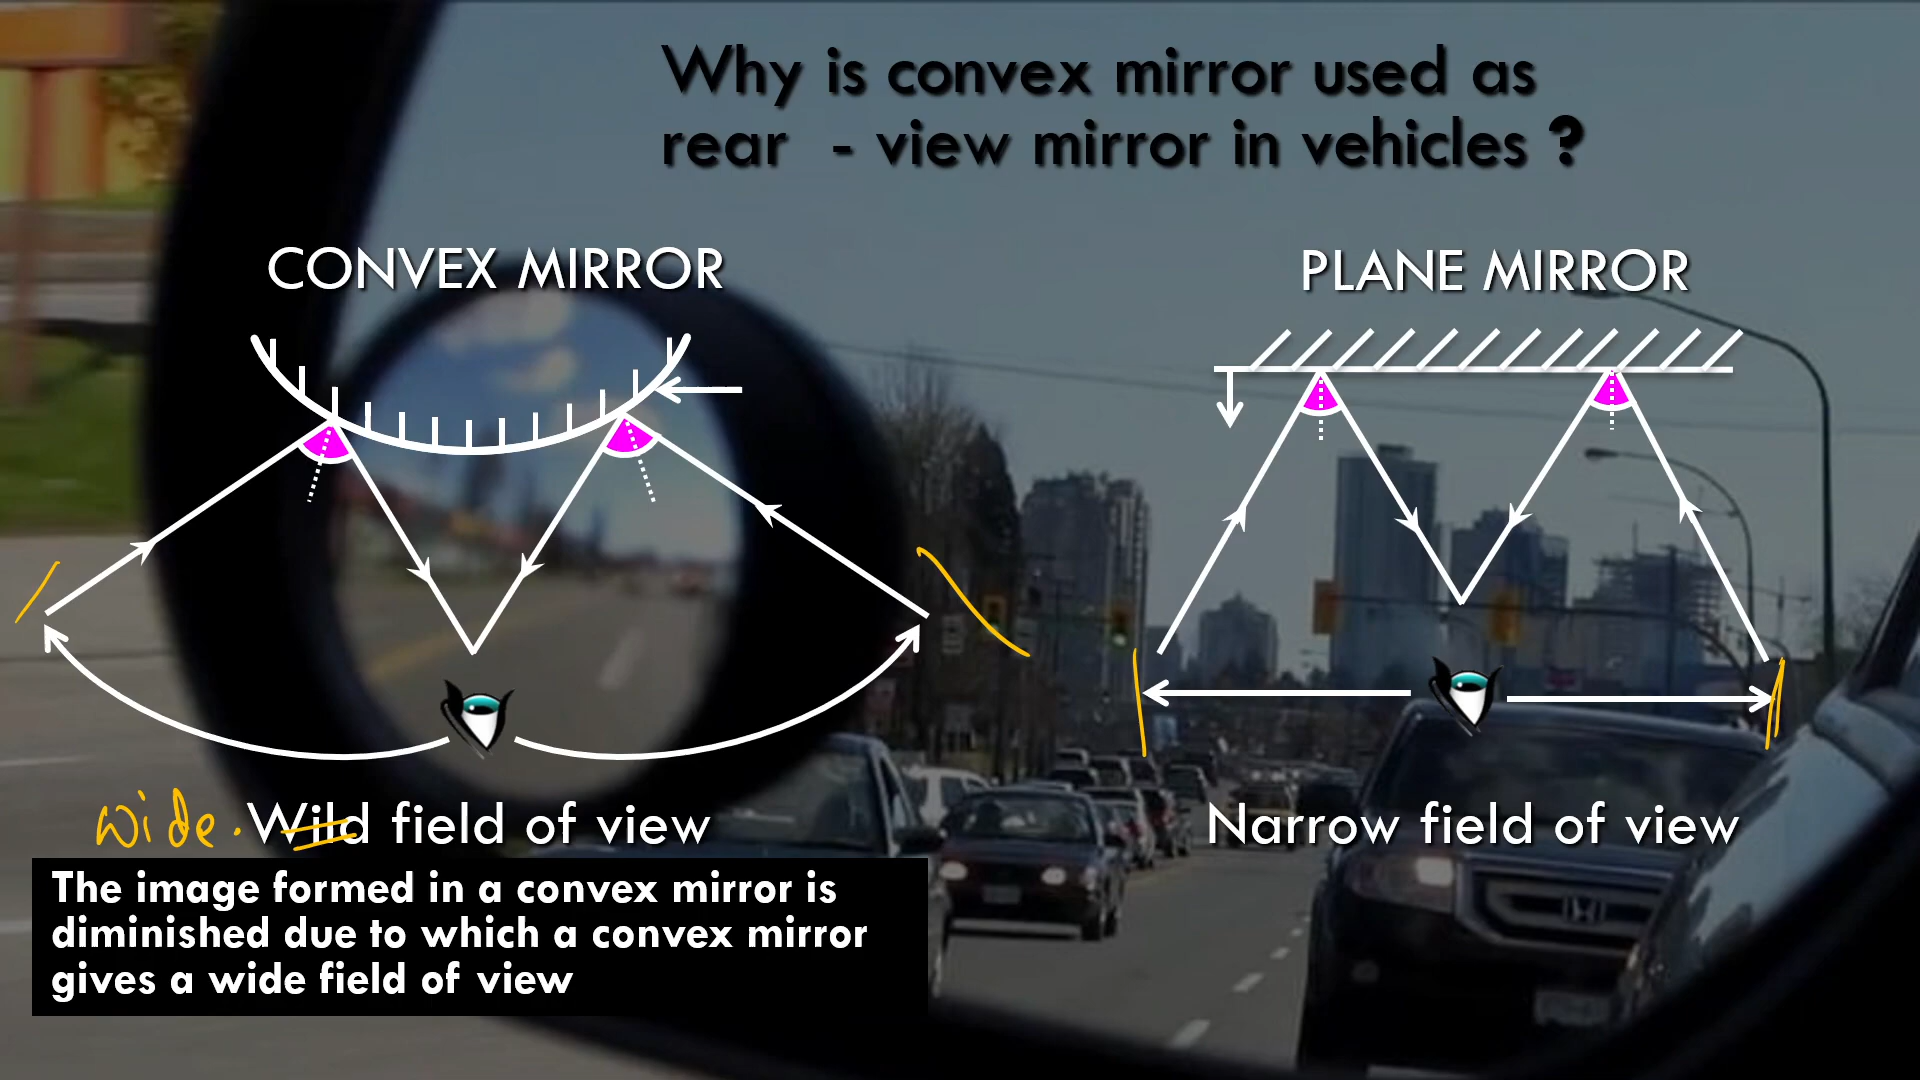 Why is convex mirror used as
rear - view mirror in vehicles ?
CONVEX MIRROR
PLANE MIRROR
wide. Wild field of view
Narrow field of view
The image formed in a convex mirror is
diminished due to which a convex mirror
gives a wide field of view